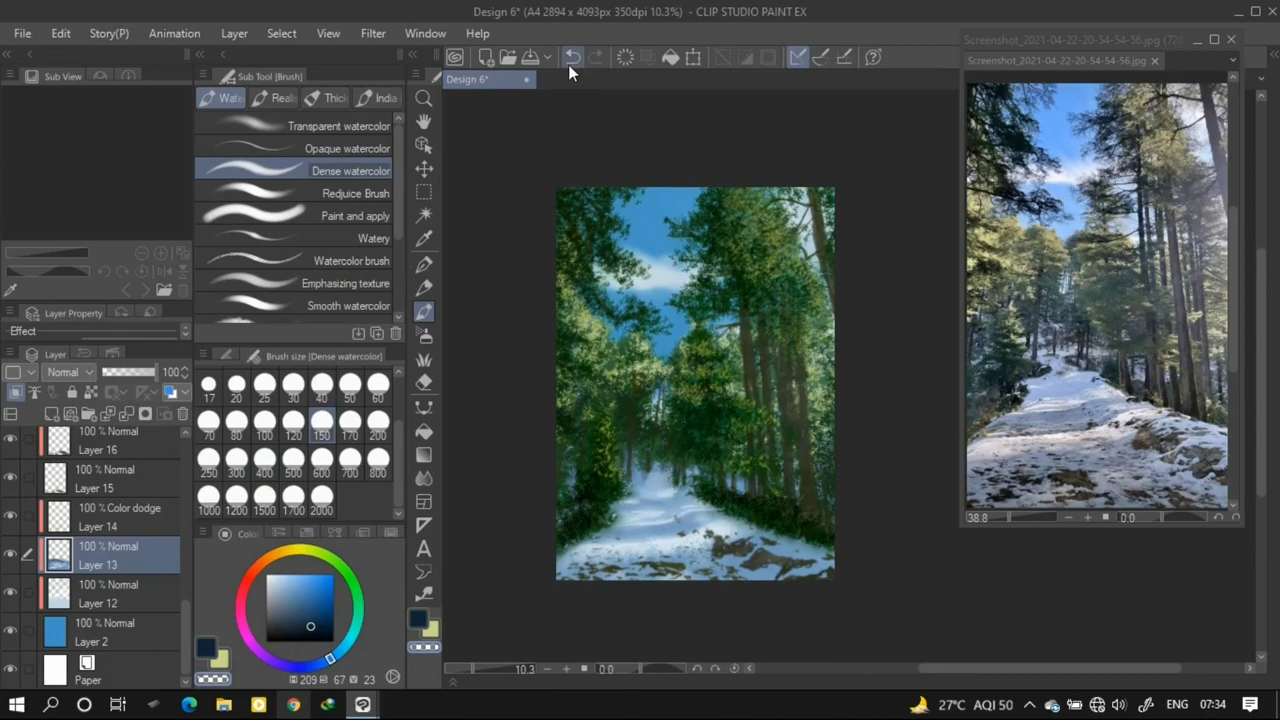 Design 6* (A4 2894 x 4093px 350dpi 10.3%)  - CLIP STUDIO PAINT EX
File Edit Story(P) Animation Layer Select View Filter Window Help
Screenshot_2021-04-22-20-54-54-56.jpg (720
Screenshot_2021-04-22-20-54-54-56.jpg
Sub View
Sub Tool [Brush]
Design 6*
Wate Reali Thick India
Transparent watercolor
Opaque watercolor
Dense watercolor
Redjuice Brush
Paint and apply
Watery
Watercolor brush
Emphasizing texture
Smooth watercolor
Layer Property
Effect
Layer
Normal 100
Brush size [Dense watercolor]
17 20 25 30 40 50 60
70 80 100 120 150 170 200
250 300 400 500 600 700 800
1000 1200 1500 1700 2000
100 % Normal
Layer 16
100 % Normal
Layer 15
100 % Color dodge
Layer 14
100 % Normal
Layer 13
100 % Normal
Layer 12
100 % Normal
Layer 2
Paper
Color
H 209 S 67 V 23
10.3 0.0
38.8 0.0
27°C AQI 50 ENG 07:34